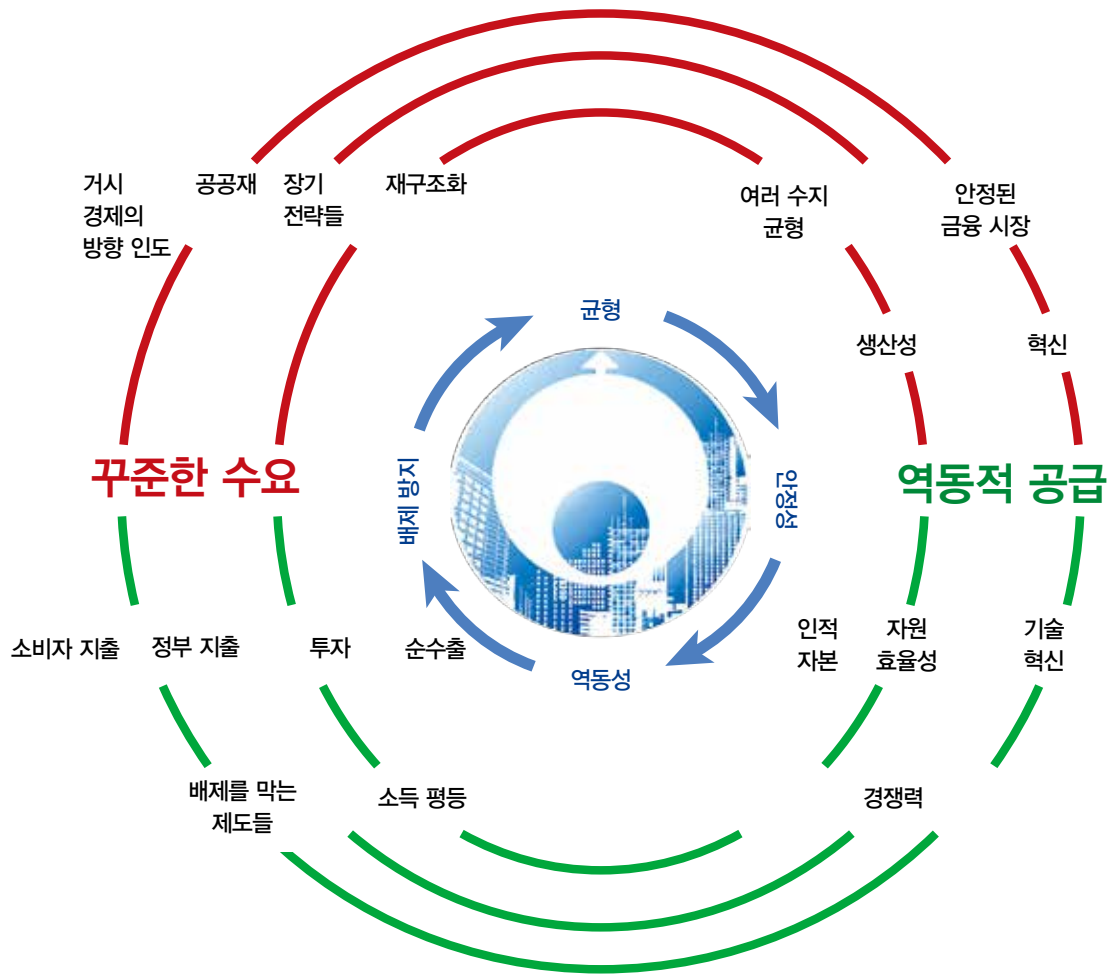 거시
경제의
방향 인도
공공재
장기
전략들
재구조화
여러 수지
균형
안정된
금융 시장
균형
생산성
혁신
꾸준한 수요
배제 방지
안정성
역동적 공급
소비자 지출
정부 지출
투자
순수출
역동성
인적
자본
자원
효율성
기술
혁신
배제를 막는
제도들
소득 평등
경쟁력